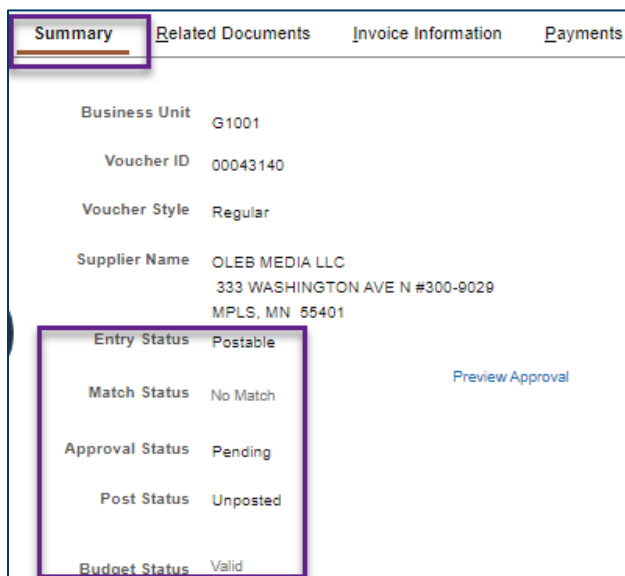 Summary Related Documents Invoice Information Payments
Business Unit G1001
Voucher ID 00043140
Voucher Style Regular
Supplier Name OLEB MEDIA LLC
333 WASHINGTON AVE N #300-9029
MPLS, MN 55401
Entry Status Postable
Preview Approval
Match Status No Match
Approval Status Pending
Post Status Unposted
Budget Status Valid